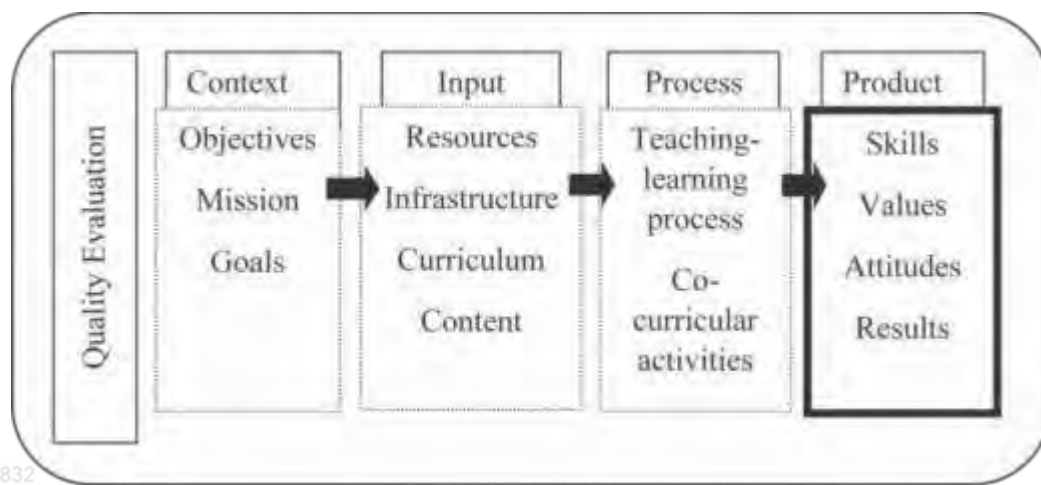 Quality Evaluation
Context
Objectives
Mission
Goals
Input
Resources
Infrastructure
Curriculum
Content
Process
Teaching-
learning
process
Co-
curricular
activities
Product
Skills
Values
Attitudes
Results
832